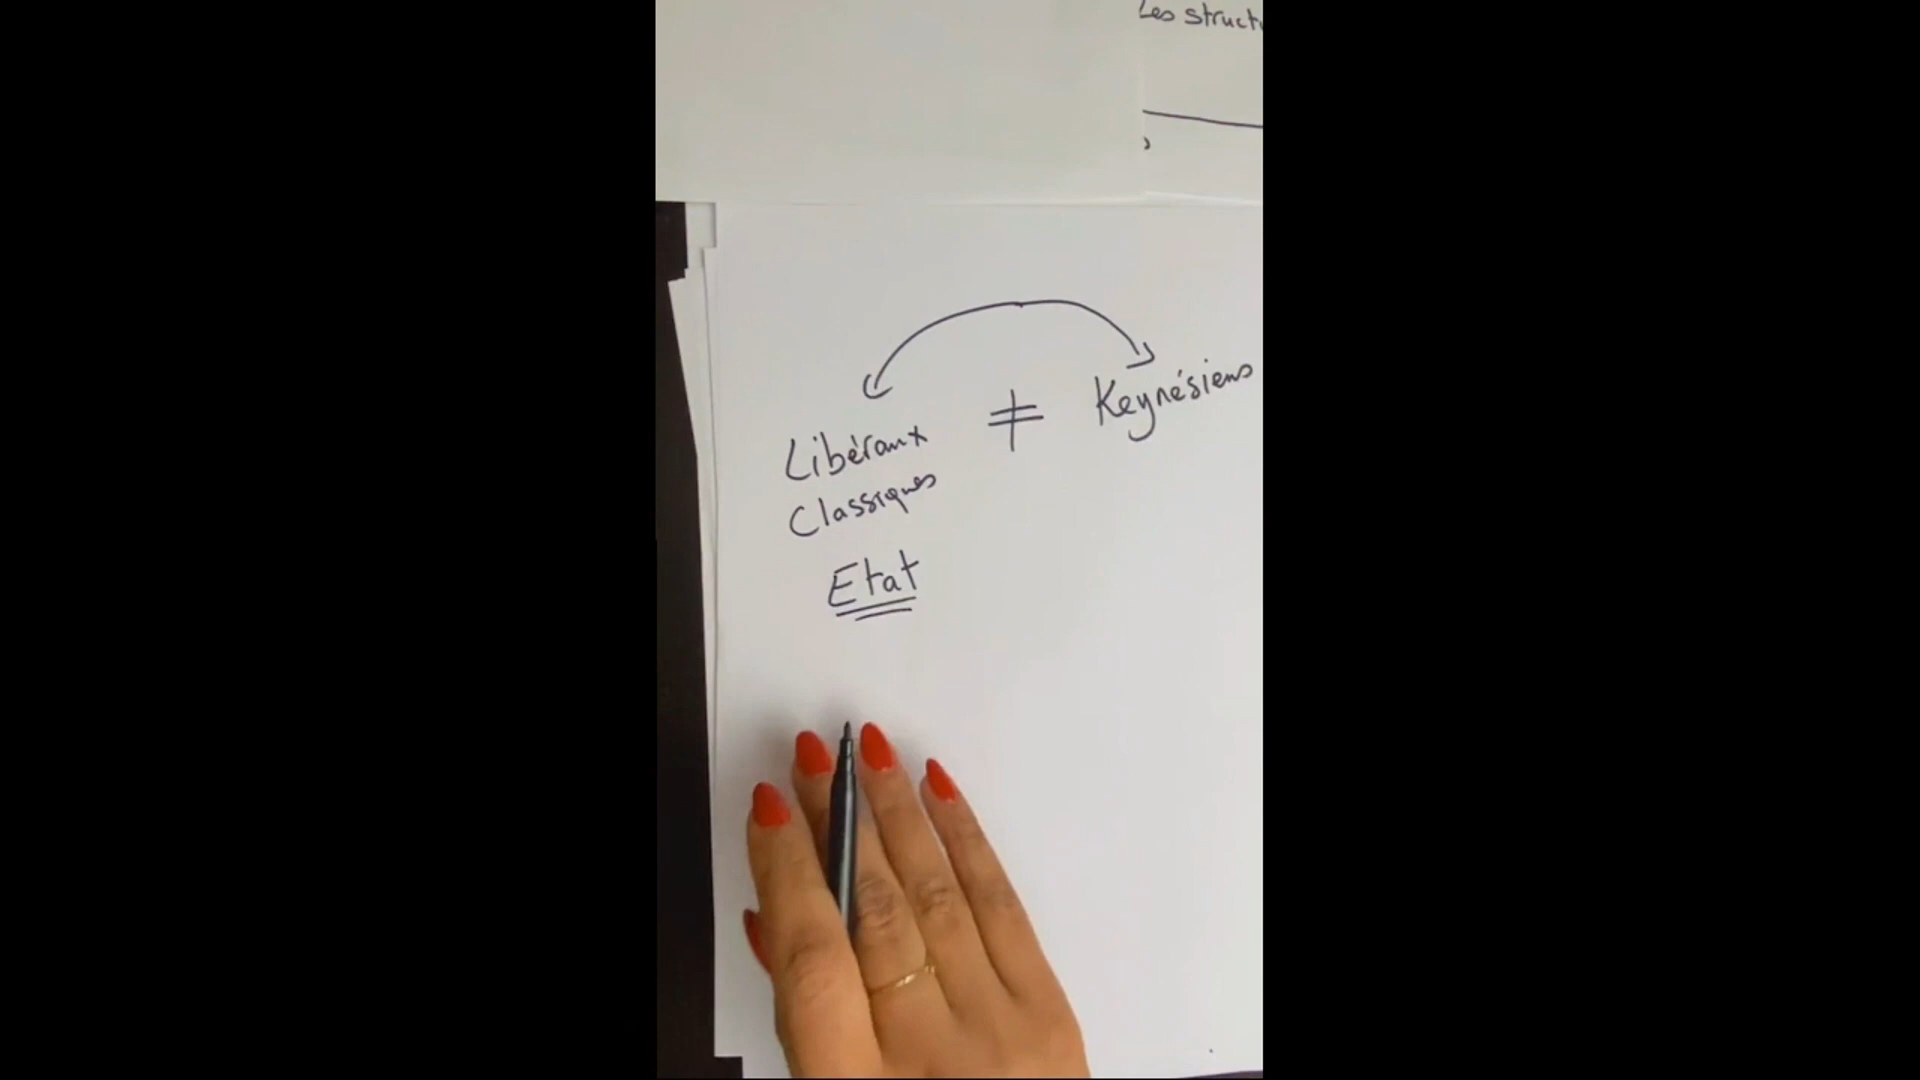 Les struct
Libéraux ≠ Keynésiens
Classiques
Etat